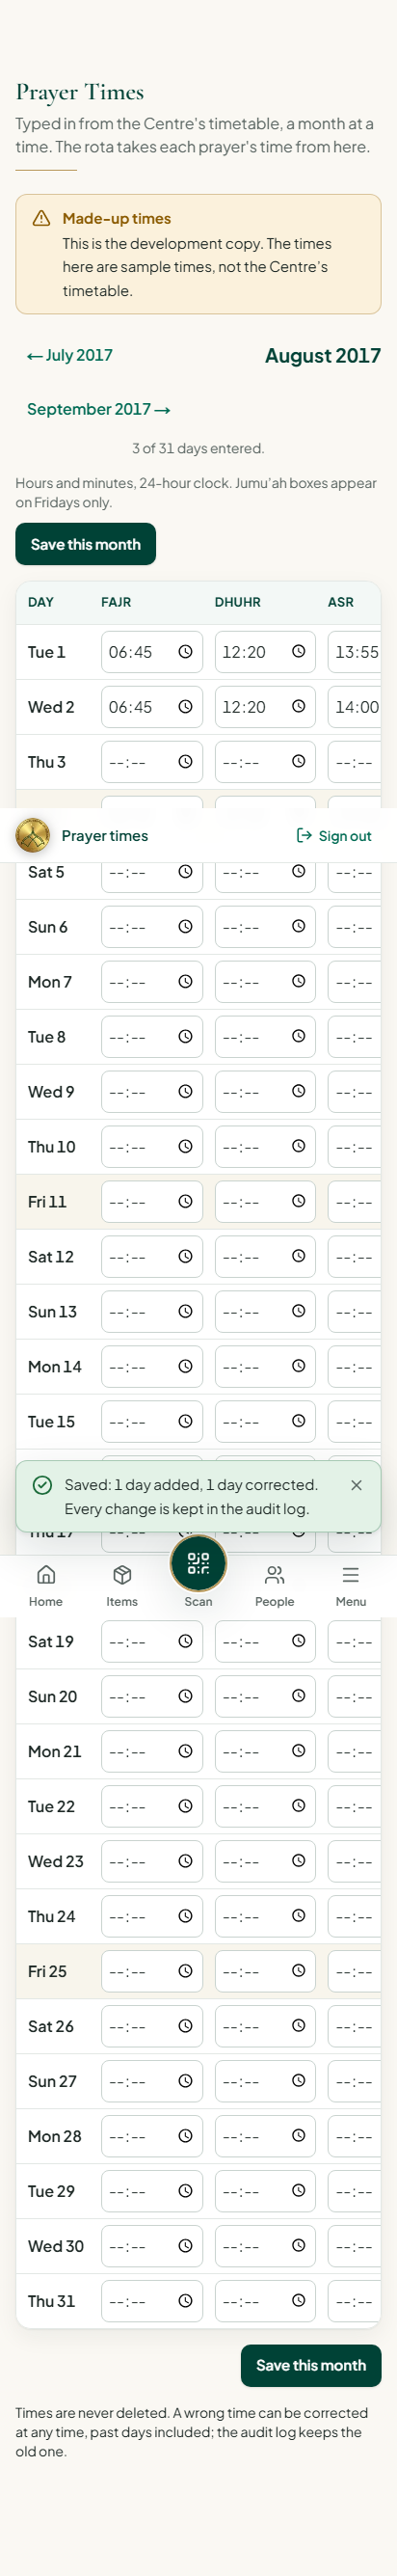 Prayer Times
Typed in from the Centre's timetable, a month at a
time. The rota takes each prayer's time from here.
Made-up times
This is the development copy. The times
here are sample times, not the Centre's
timetable.
← July 2017
August 2017
September 2017 →
3 of 31 days entered.
Hours and minutes, 24-hour clock. Jumu'ah boxes appear
on Fridays only.
Save this month
DAY FAJR DHUHR ASR
Tue 1 06:45 12:20 13:55
Wed 2 06:45 12:20 14:00
Thu 3 --:-- --:-- --:--
Prayer times Sign out
Sat 5 --:-- --:-- --:--
Sun 6 --:-- --:-- --:--
Mon 7 --:-- --:-- --:--
Tue 8 --:-- --:-- --:--
Wed 9 --:-- --:-- --:--
Thu 10 --:-- --:-- --:--
Fri 11 --:-- --:-- --:--
Sat 12 --:-- --:-- --:--
Sun 13 --:-- --:-- --:--
Mon 14 --:-- --:-- --:--
Tue 15 --:-- --:-- --:--
Saved: 1 day added, 1 day corrected.
Every change is kept in the audit log.
Thu 17 --:-- --:-- --:--
Home Items Scan People Menu
Sat 19 --:-- --:-- --:--
Sun 20 --:-- --:-- --:--
Mon 21 --:-- --:-- --:--
Tue 22 --:-- --:-- --:--
Wed 23 --:-- --:-- --:--
Thu 24 --:-- --:-- --:--
Fri 25 --:-- --:-- --:--
Sat 26 --:-- --:-- --:--
Sun 27 --:-- --:-- --:--
Mon 28 --:-- --:-- --:--
Tue 29 --:-- --:-- --:--
Wed 30 --:-- --:-- --:--
Thu 31 --:-- --:-- --:--
Save this month
Times are never deleted. A wrong time can be corrected
at any time, past days included; the audit log keeps the
old one.